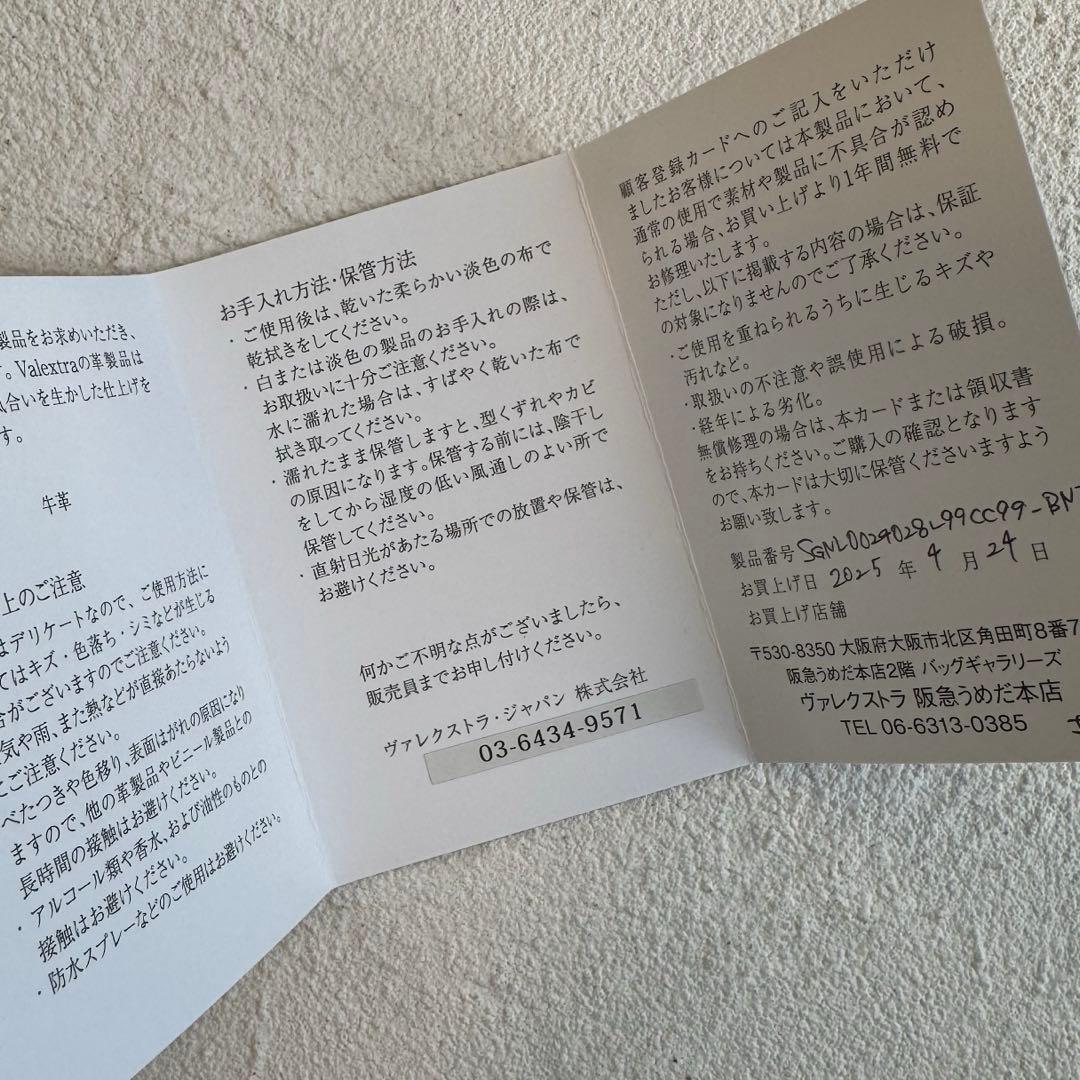 製品をお求めいただき、
す。Valextraの革製品は
合いを生かした仕上げを
す。
牛革
上のご注意
はデリケートなので、ご使用方法に
てはキズ・色落ち・シミなどが生じる
合がございますのでご注意ください。
気や雨、また熱などが直接あたらないよう
ご注意ください。
べたつきや色移り、表面はがれの原因になり
ますので、他の革製品やビニール製品との
長時間の接触はお避けください。
・アルコール類や香水、および油性のものとの
接触はお避けください。
・防水スプレーなどのご使用はお避けください。
お手入れ方法・保管方法
・ご使用後は、乾いた柔らかい淡色の布で
乾拭きをしてください。
・白または淡色の製品のお手入れの際は、
お取扱いに十分ご注意ください。
水に濡れた場合は、すばやく乾いた布で
拭き取ってください。
・濡れたまま保管しますと、型くずれやカビ
の原因になります。保管する前には、陰干し
をしてから湿度の低い風通しのよい所で
保管してください。
・直射日光があたる場所での放置や保管は、
お避けください。
何かご不明な点がございましたら、
販売員までお申し付けください。
ヴァレクストラ・ジャパン 株式会社
03-6434-9571
顧客登録カードへのご記入をいただけ
ましたお客様については本製品において、
通常の使用で素材や製品に不具合が認め
られる場合、お買い上げより1年間無料で
お修理いたします。
ただし、以下に掲載する内容の場合は、保証
の対象になりませんのでご了承ください。
・ご使用を重ねられるうちに生じるキズや
汚れなど。
・取扱いの不注意や誤使用による破損。
・経年による劣化。
無償修理の場合は、本カードまたは領収書
をお持ちください。ご購入の確認となります
ので、本カードは大切に保管くださいますよう
お願い致します。
製品番号 SGNL0024028L99CC99-BN
お買上げ日 2025 年 4 月 24 日
お買上げ店舗
〒530-8350 大阪府大阪市北区角田町8番7
阪急うめだ本店2階 バッグギャラリーズ
ヴァレクストラ 阪急うめだ本店
TEL 06-6313-0385